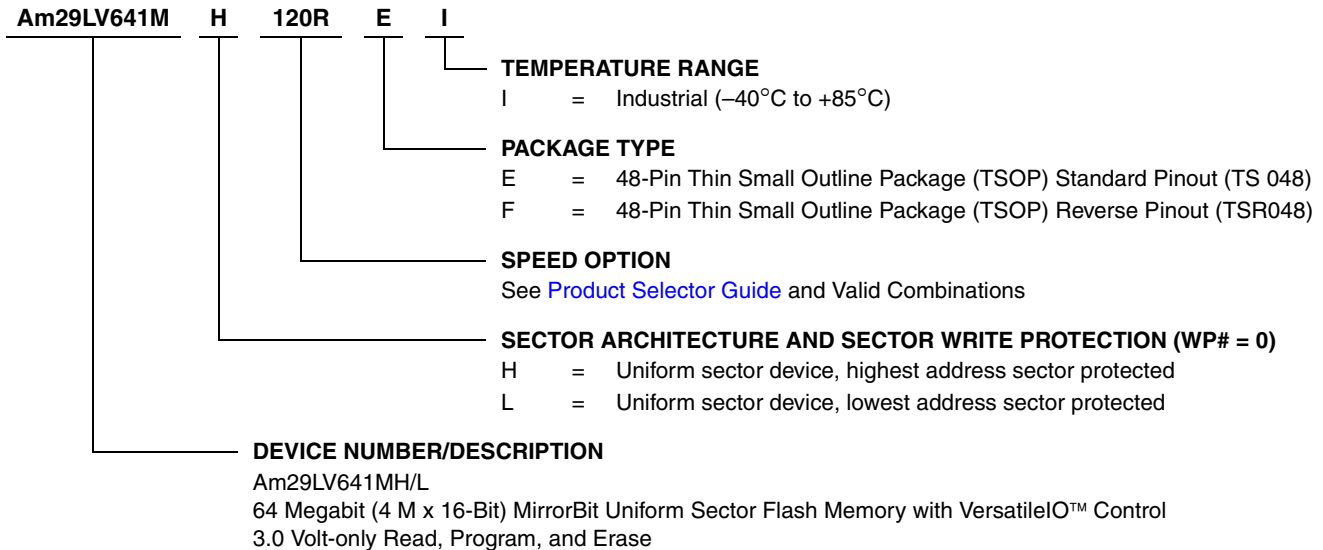 Am29LV641M H 120R E I
TEMPERATURE RANGE
I = Industrial (–40°C to +85°C)
PACKAGE TYPE
E = 48-Pin Thin Small Outline Package (TSOP) Standard Pinout (TS 048)
F = 48-Pin Thin Small Outline Package (TSOP) Reverse Pinout (TSR048)
SPEED OPTION
See Product Selector Guide and Valid Combinations
SECTOR ARCHITECTURE AND SECTOR WRITE PROTECTION (WP# = 0)
H = Uniform sector device, highest address sector protected
L = Uniform sector device, lowest address sector protected
DEVICE NUMBER/DESCRIPTION
Am29LV641MH/L
64 Megabit (4 M x 16-Bit) MirrorBit Uniform Sector Flash Memory with VersatileIO™ Control
3.0 Volt-only Read, Program, and Erase